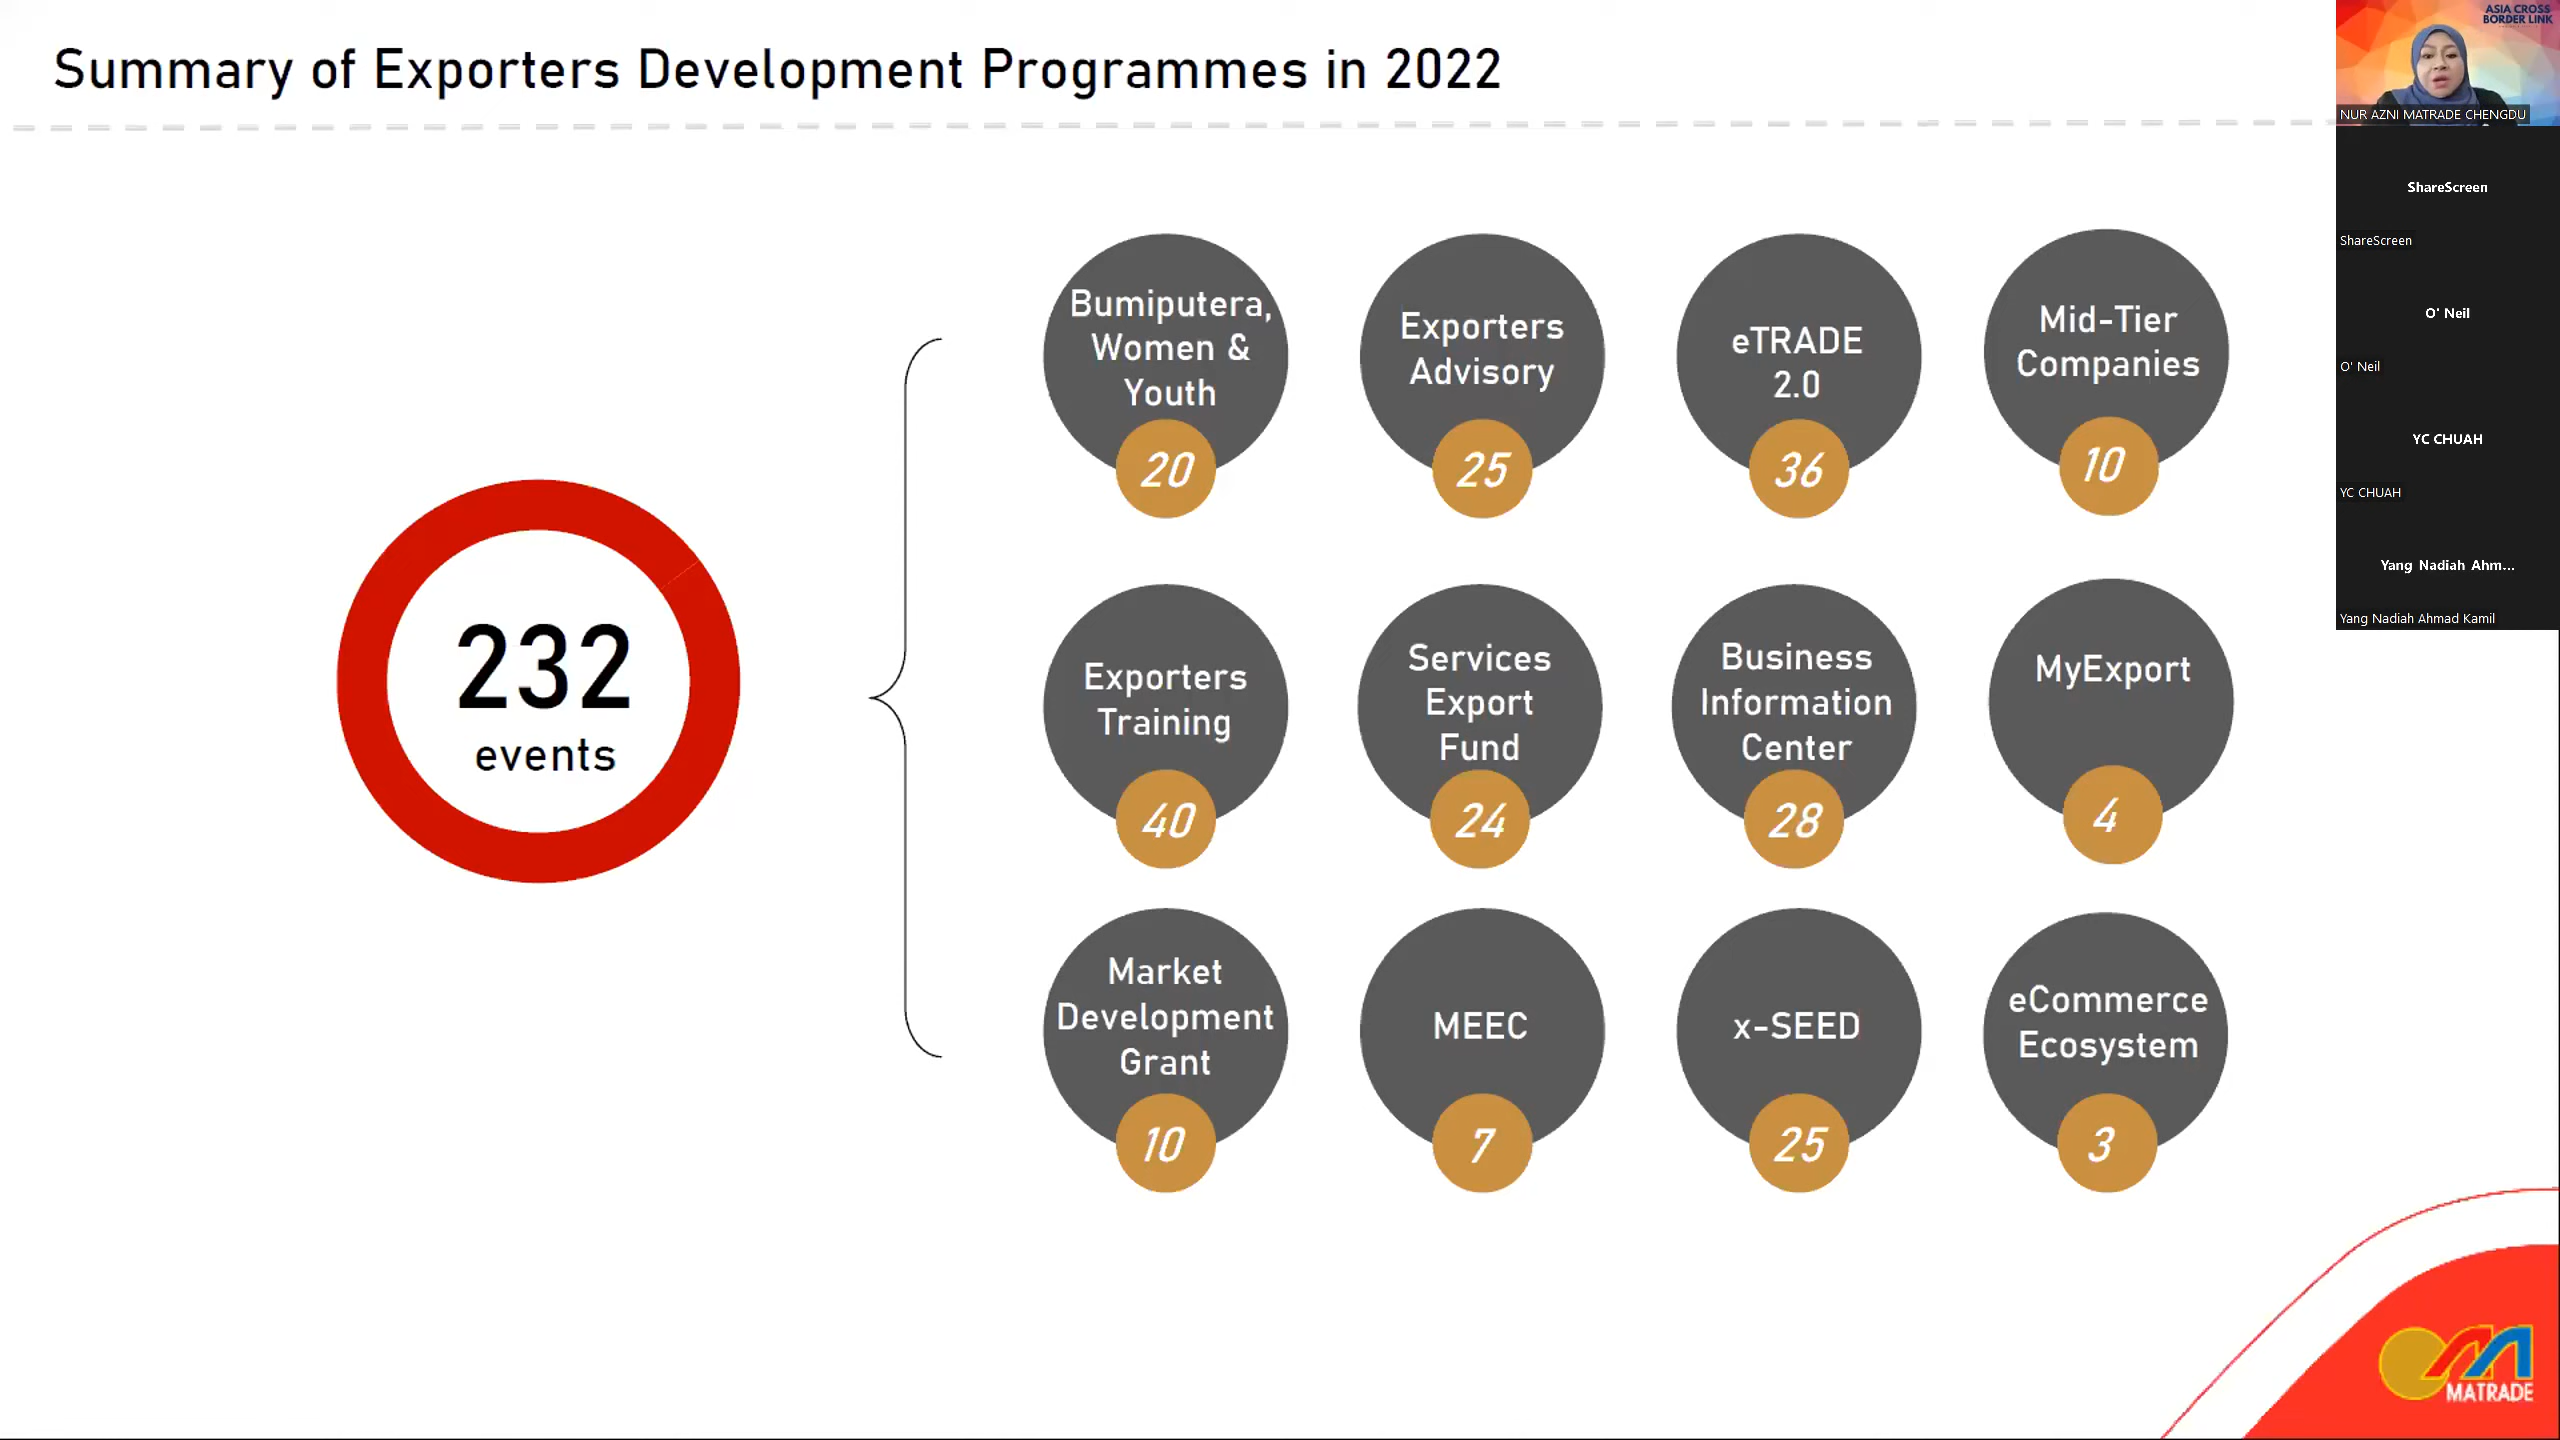 Summary of Exporters Development Programmes in 2022
232
events
Bumiputera,
Women &
Youth
20
Exporters
Advisory
25
eTRADE
2.0
36
Mid-Tier
Companies
10
Exporters
Training
40
Services
Export
Fund
24
Business
Information
Center
28
MyExport
4
Market
Development
Grant
10
MEEC
7
x-SEED
25
eCommerce
Ecosystem
3
MATRADE
ASIA CROSS
BORDER LINK
NUR AZNI MATRADE CHENGDU
ShareScreen
ShareScreen
O' Neil
O' Neil
YC CHUAH
YC CHUAH
Yang Nadiah Ahm...
Yang Nadiah Ahmad Kamil